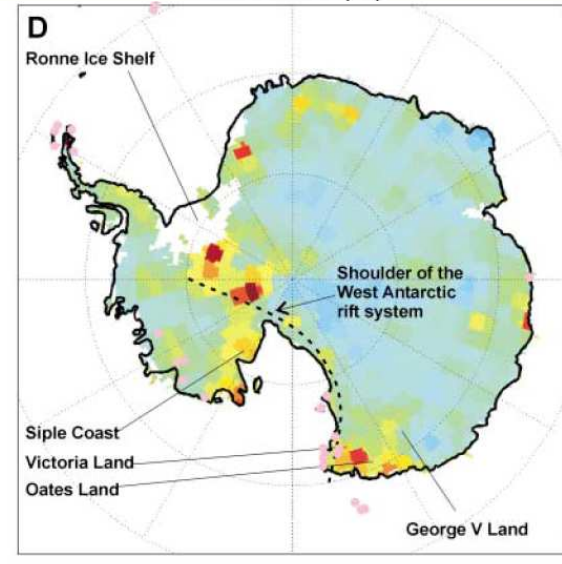 D
Ronne Ice Shelf
Shoulder of the
West Antarctic
rift system
Siple Coast
Victoria Land
Oates Land
George V Land